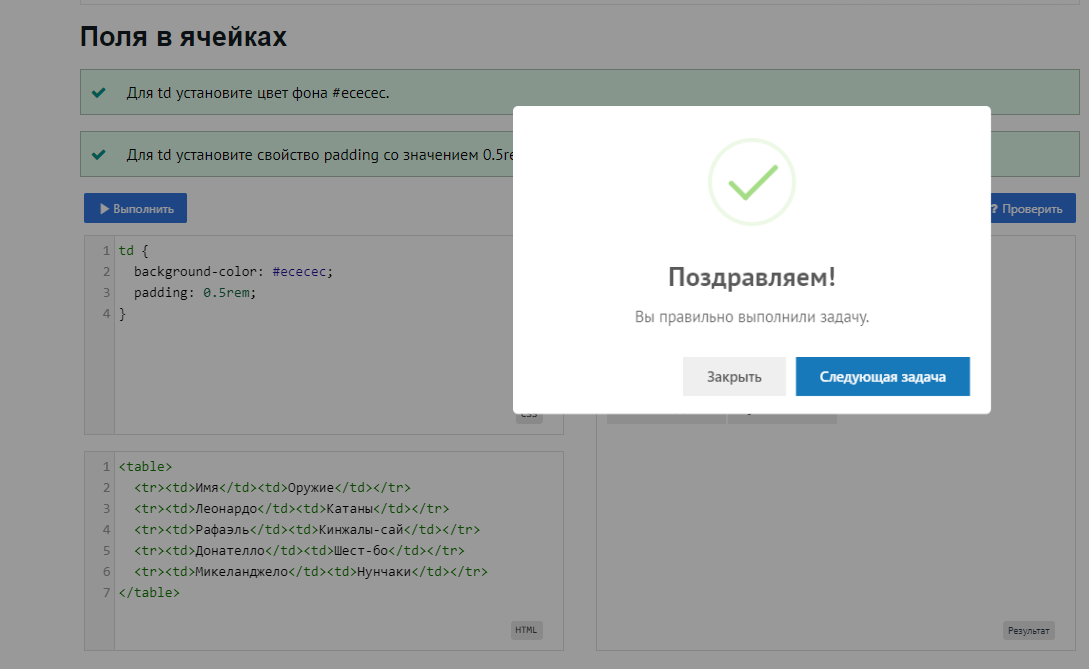 Поля в ячейках
Для td установите цвет фона #ececec.
Для td установите свойство padding со значением 0.5re
Выполнить
? Проверить
1 td {
2 background-color: #ececec;
3 padding: 0.5rem;
4 }
CSS
Поздравляем!
Вы правильно выполнили задачу.
Закрыть
Следующая задача
1 <table>
2 <tr><td>Имя</td><td>Оружие</td></tr>
3 <tr><td>Леонардо</td><td>Катаны</td></tr>
4 <tr><td>Рафаэль</td><td>Кинжалы-сай</td></tr>
5 <tr><td>Донателло</td><td>Шест-бо</td></tr>
6 <tr><td>Микеланджело</td><td>Нунчаки</td></tr>
7 </table>
HTML
Результат